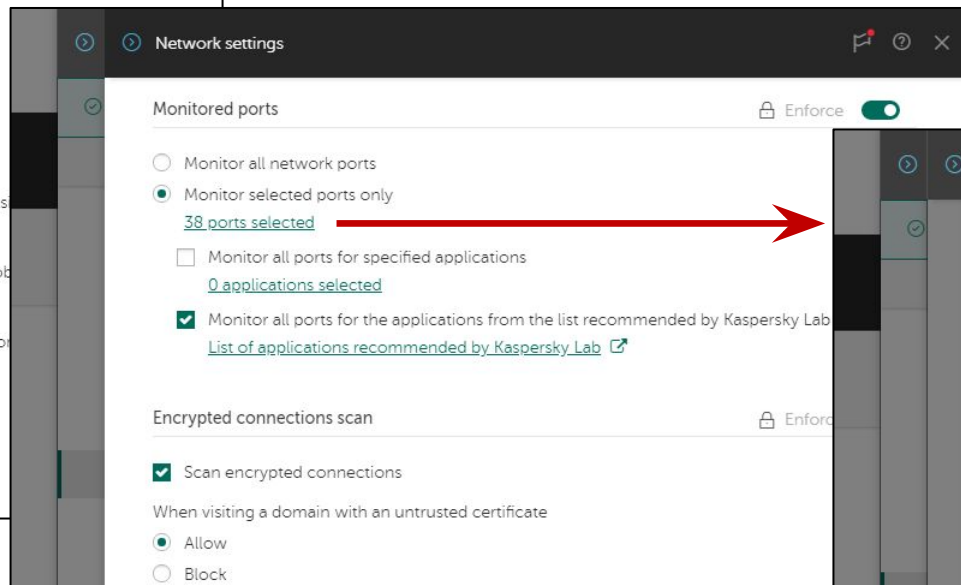 Network settings
Monitored ports
Enforce
Monitor all network ports
Monitor selected ports only
38 ports selected
Monitor all ports for specified applications
0 applications selected
Monitor all ports for the applications from the list recommended by Kaspersky Lab
List of applications recommended by Kaspersky Lab
Encrypted connections scan
Enforc
Scan encrypted connections
When visiting a domain with an untrusted certificate
Allow
Block